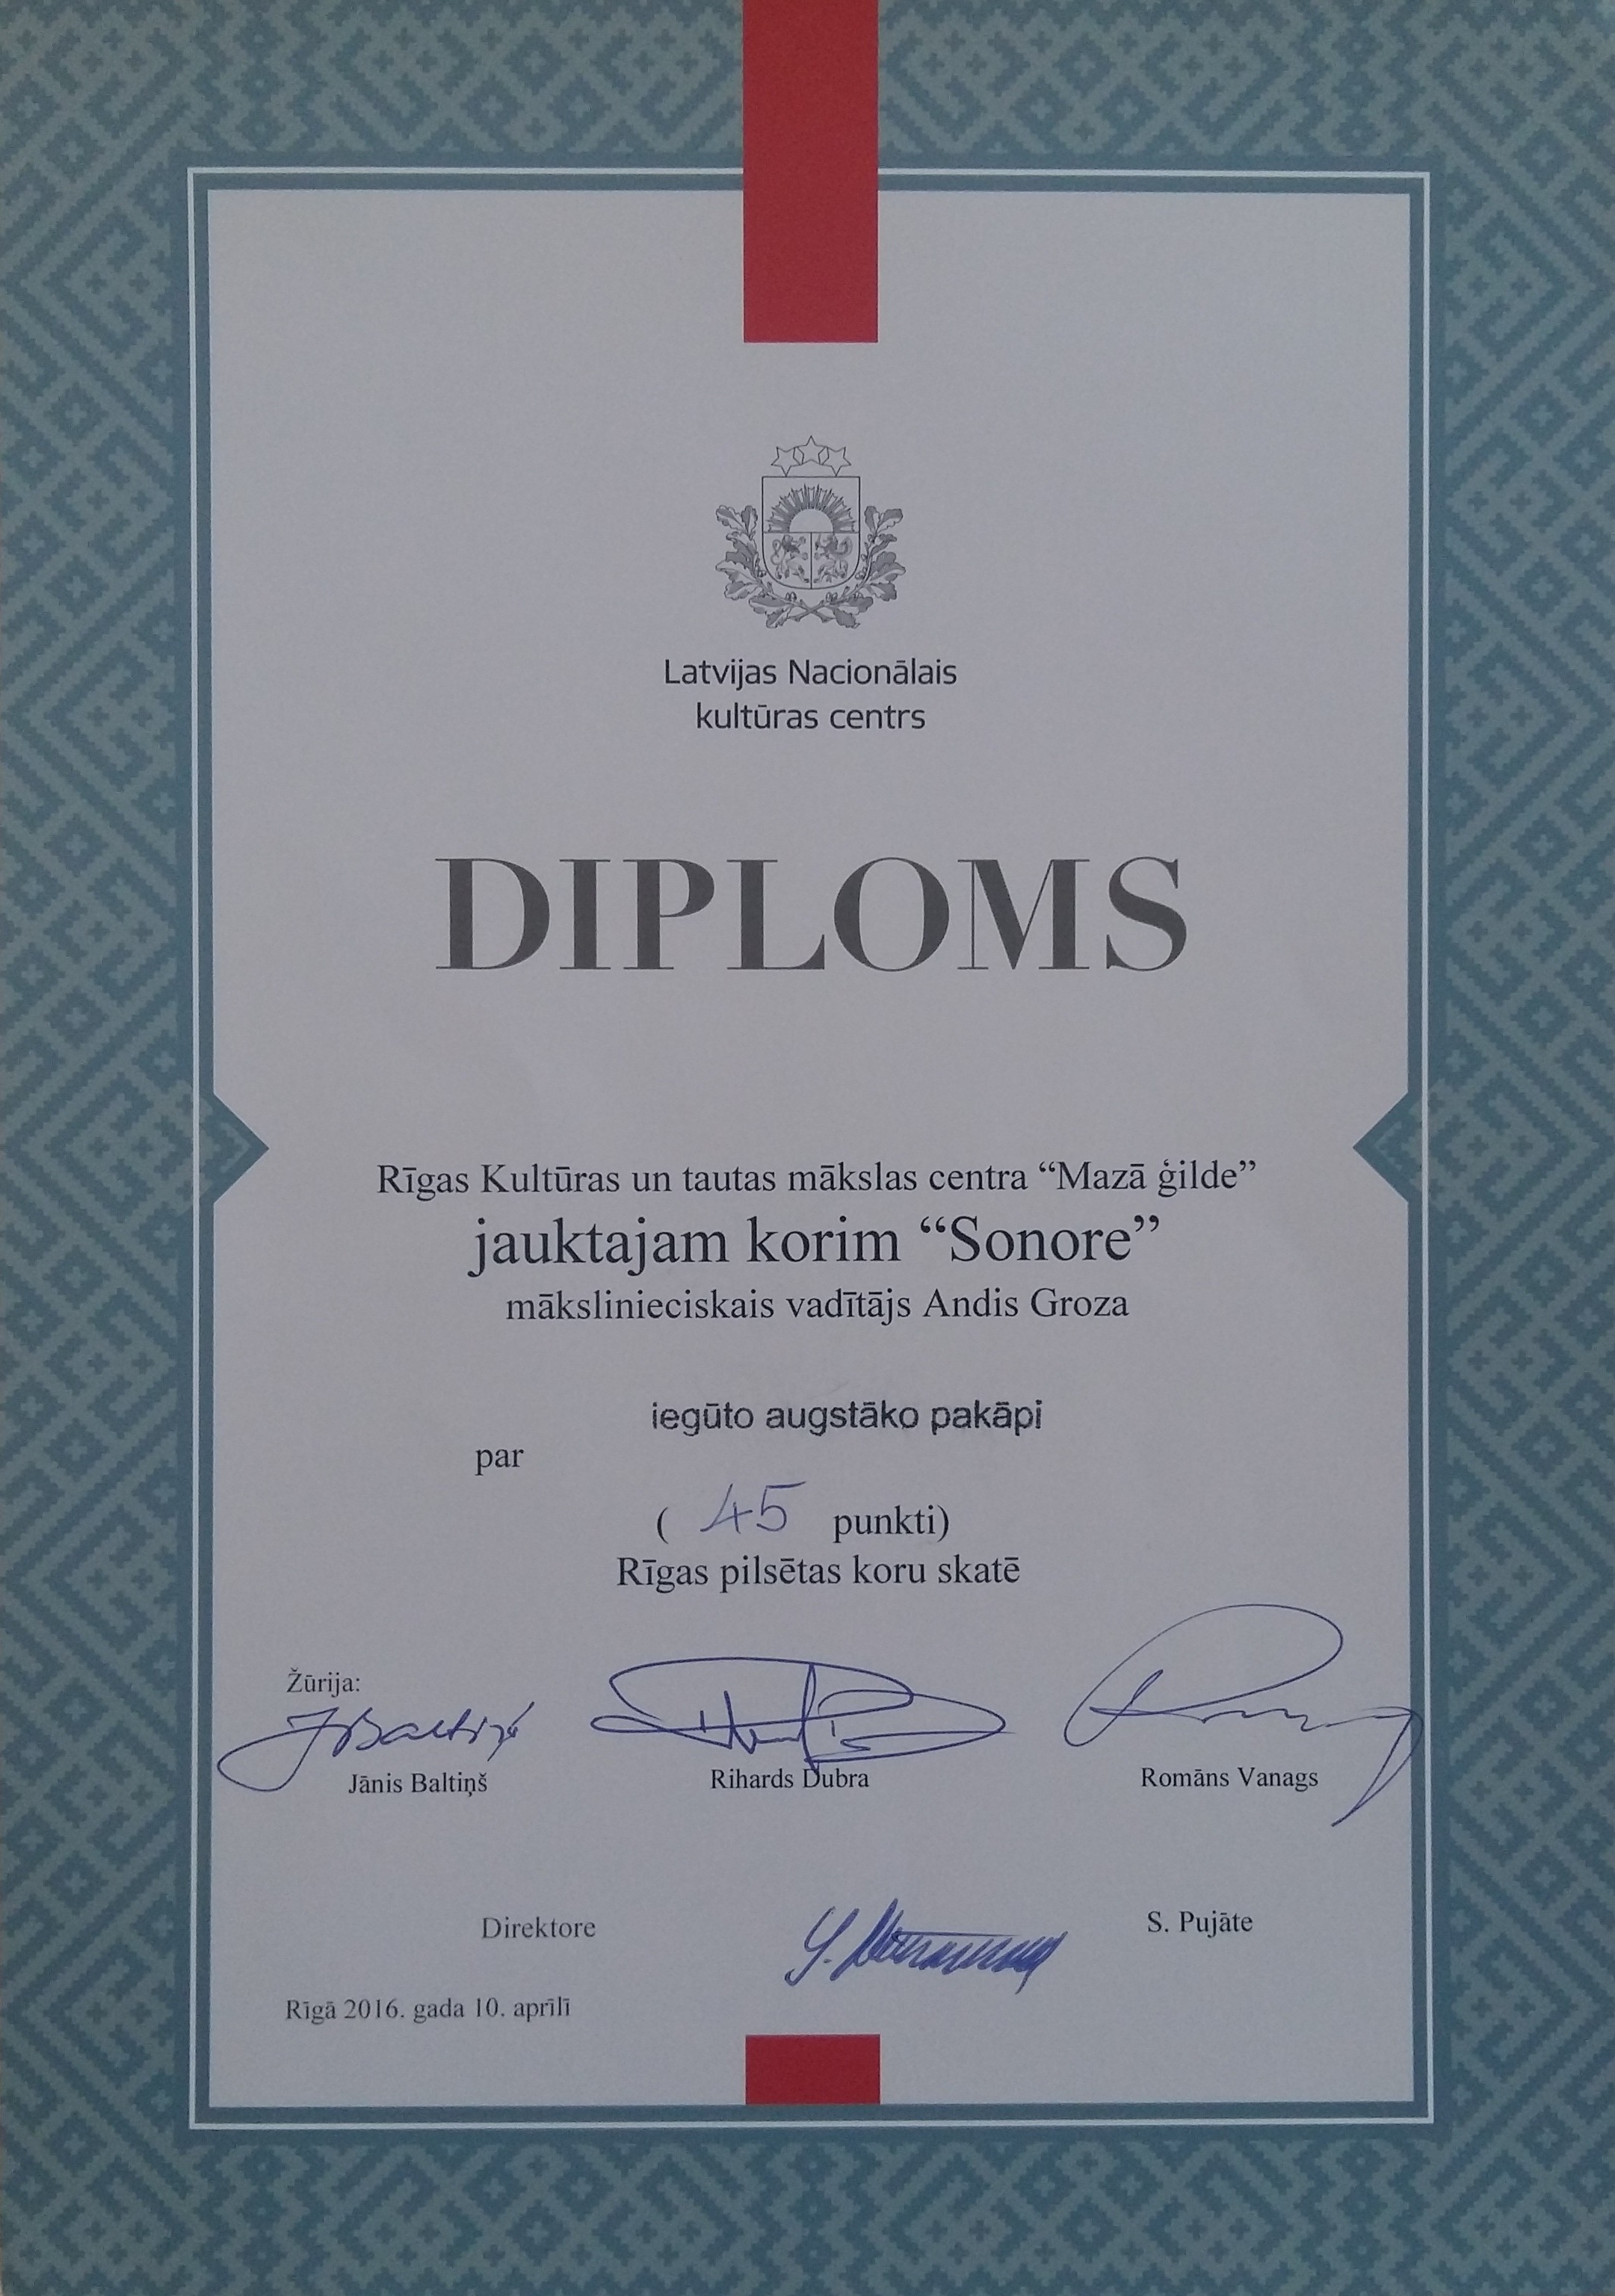 Latvijas Nacionālais
kultūras centrs
DIPLOMS
Rīgas Kultūras un tautas mākslas centra “Mazā ģilde”
jauktajam korim “Sonore”
mākslinieciskais vadītājs Andis Groza
iegūto augstāko pakāpi
par
( 45 punkti)
Rīgas pilsētas koru skatē
Žūrija:
JBaltiņš
Jānis Baltiņš Rihards Dubra Romāns Vanags
Direktore S. Pujāte
Rīgā 2016. gada 10. aprīlī